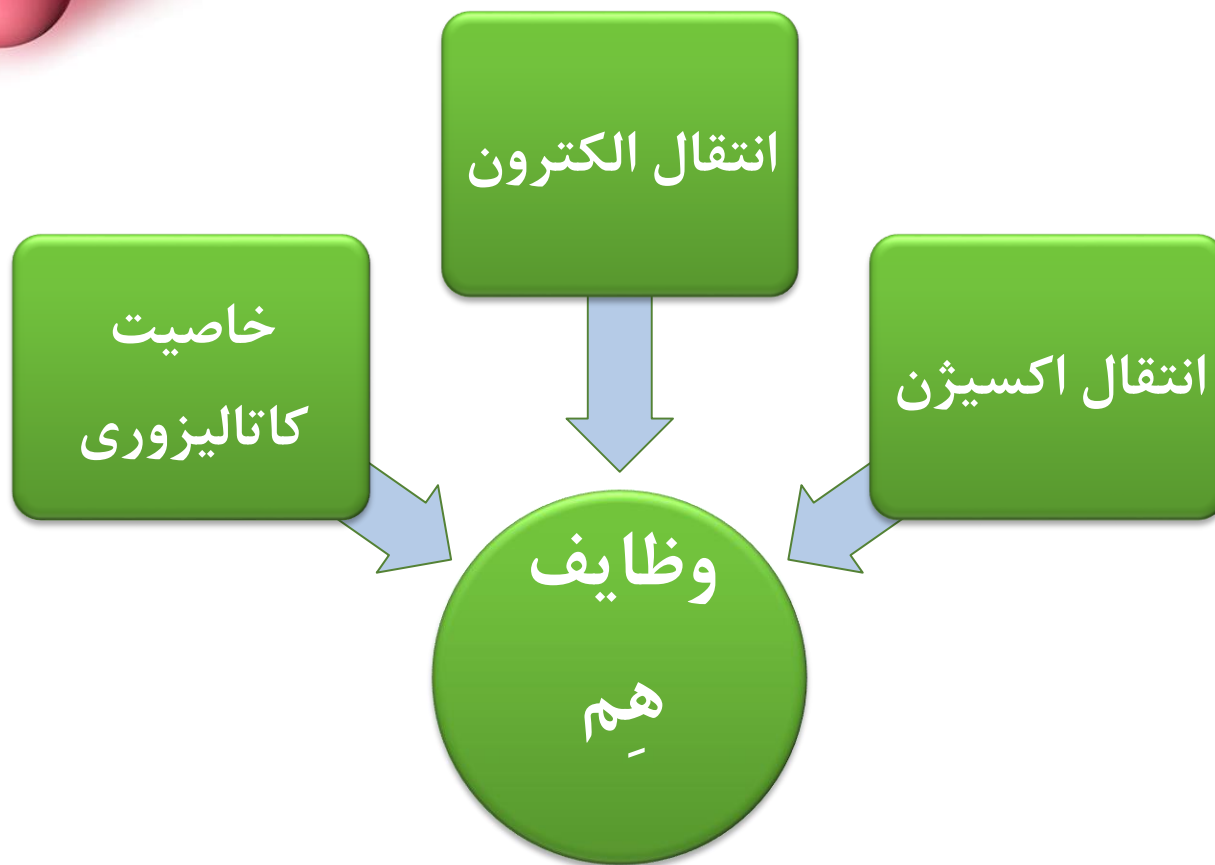 انتقال الکترون
انتقال اکسیژن
خاصیت
کاتالیزوری
وظایف
هِم